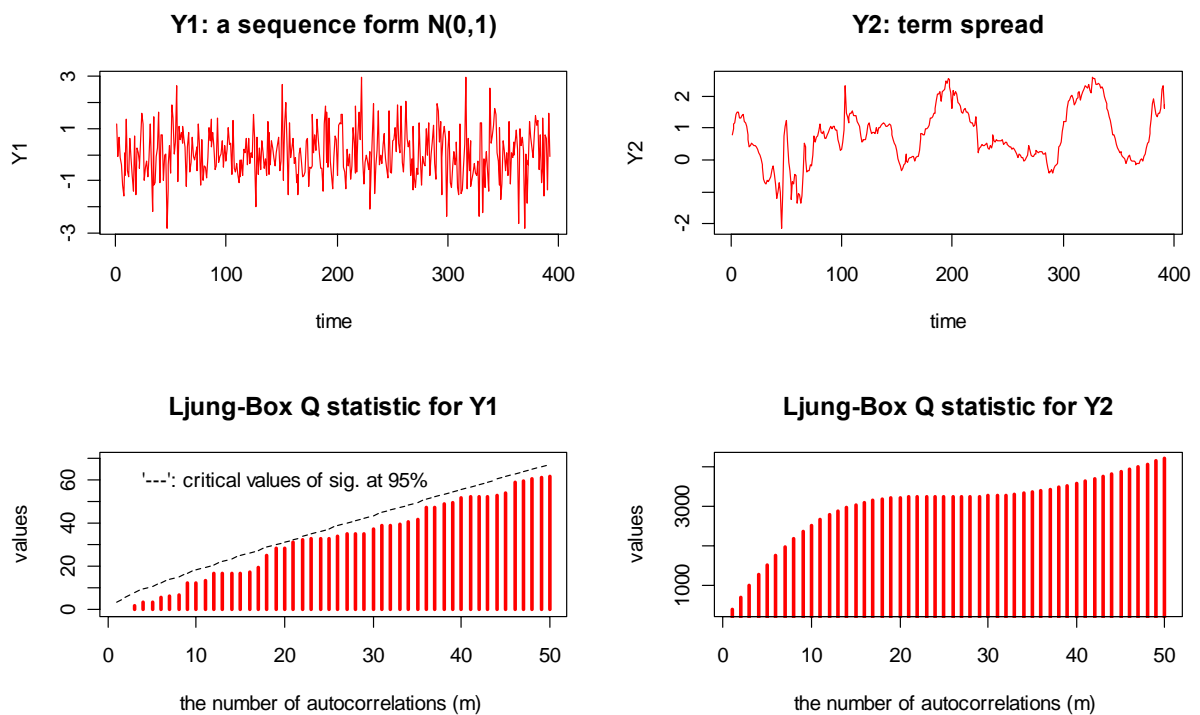 Y1: a sequence form N(0,1)
Y1
3
1
-1
-3
0
100
200
300
400
time
Y2: term spread
Y2
2
0
-2
0
100
200
300
400
time
Ljung-Box Q statistic for Y1
'---': critical values of sig. at 95%
values
60
40
20
0
0
10
20
30
40
50
the number of autocorrelations (m)
Ljung-Box Q statistic for Y2
values
3000
1000
0
10
20
30
40
50
the number of autocorrelations (m)